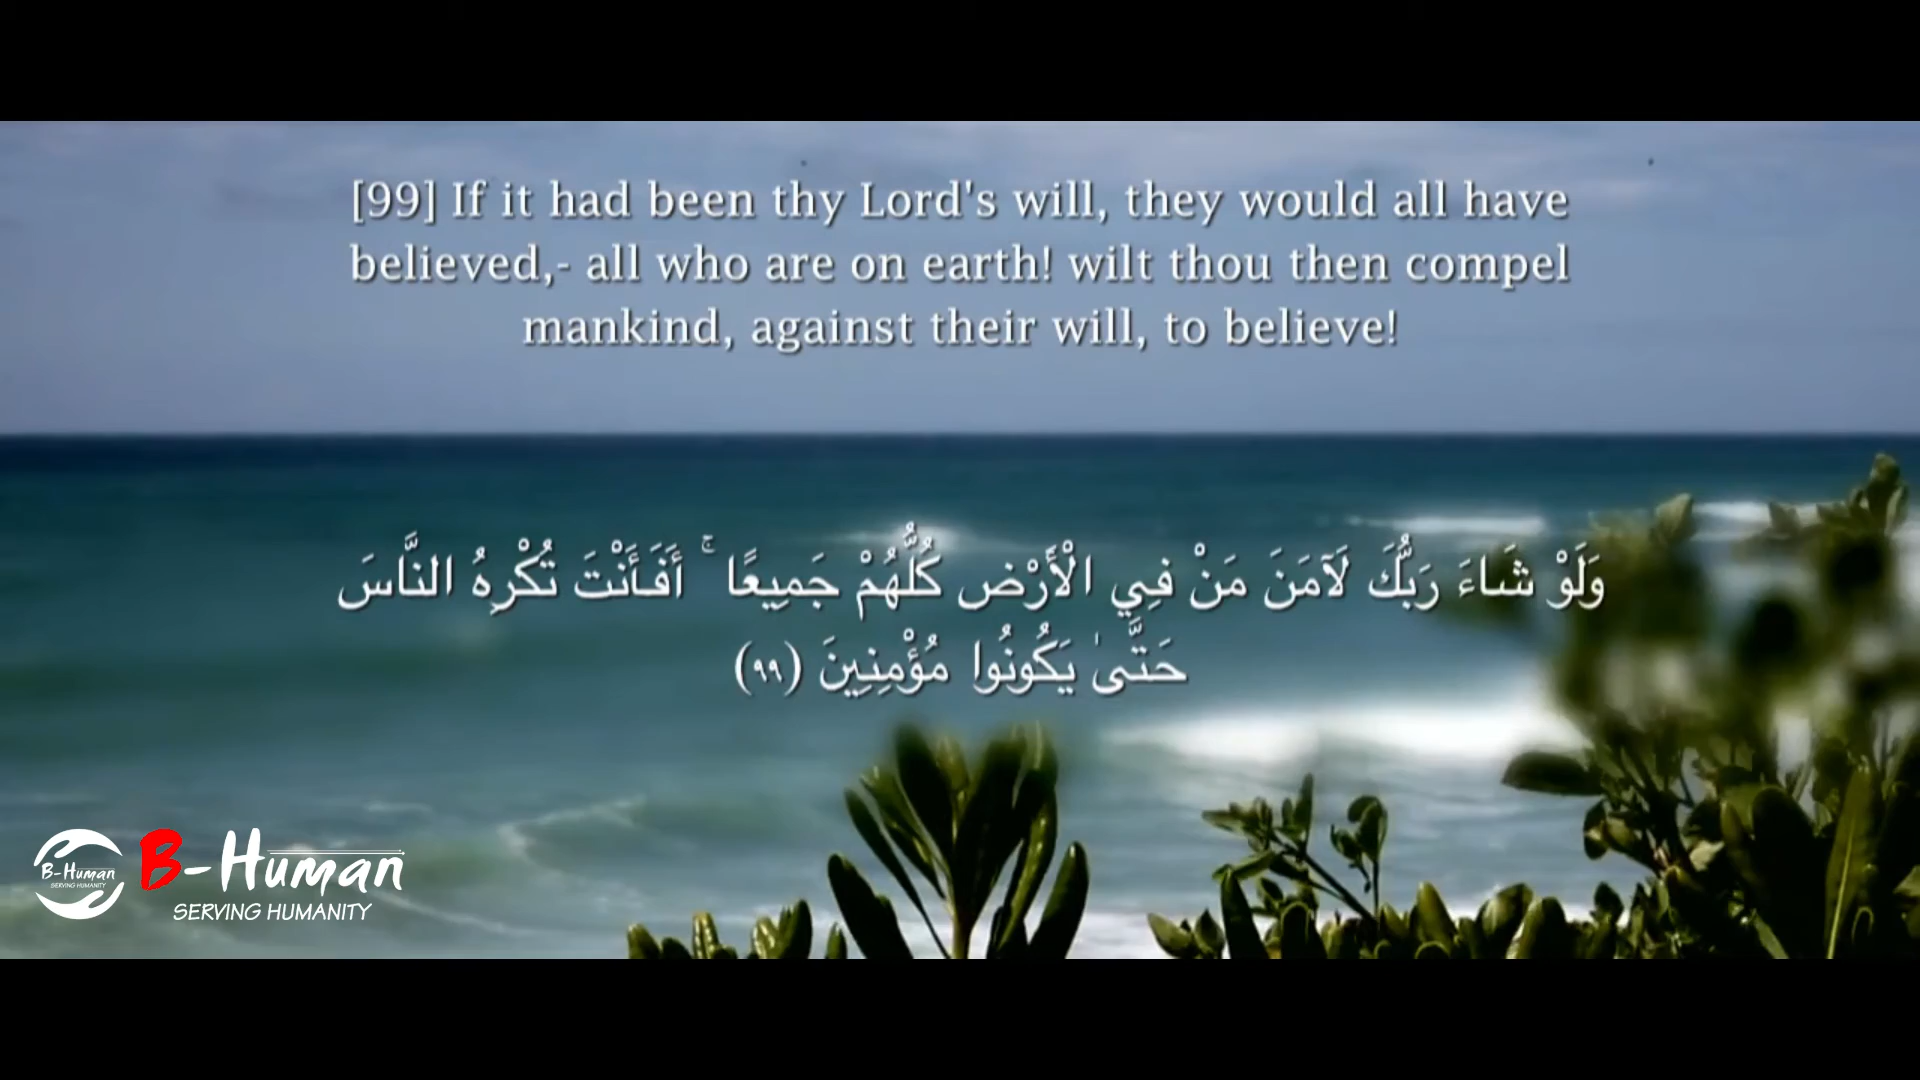 [99] If it had been thy Lord's will, they would all have
believed,- all who are on earth! wilt thou then compel
mankind, against their will, to believe!
وَلَوْ شَاءَ رَبُّكَ لَآمَنَ مَنْ فِي الْأَرْضِ كُلُّهُمْ جَمِيعًا ۚ أَفَأَنْتَ تُكْرِهُ النَّاسَ
حَتَّىٰ يَكُونُوا مُؤْمِنِينَ (٩٩)
B-Human
SERVING HUMANITY
B-Human
SERVING HUMANITY